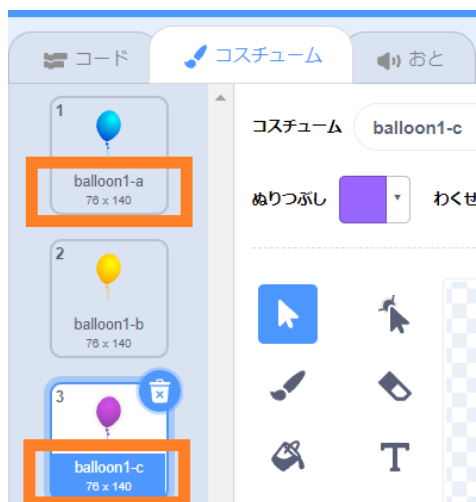 コード
コスチューム
おと
1
balloon1-a
76 x 140
2
balloon1-b
76 x 140
3
balloon1-c
76 x 140
コスチューム
balloon1-c
ぬりつぶし
わくせ
T